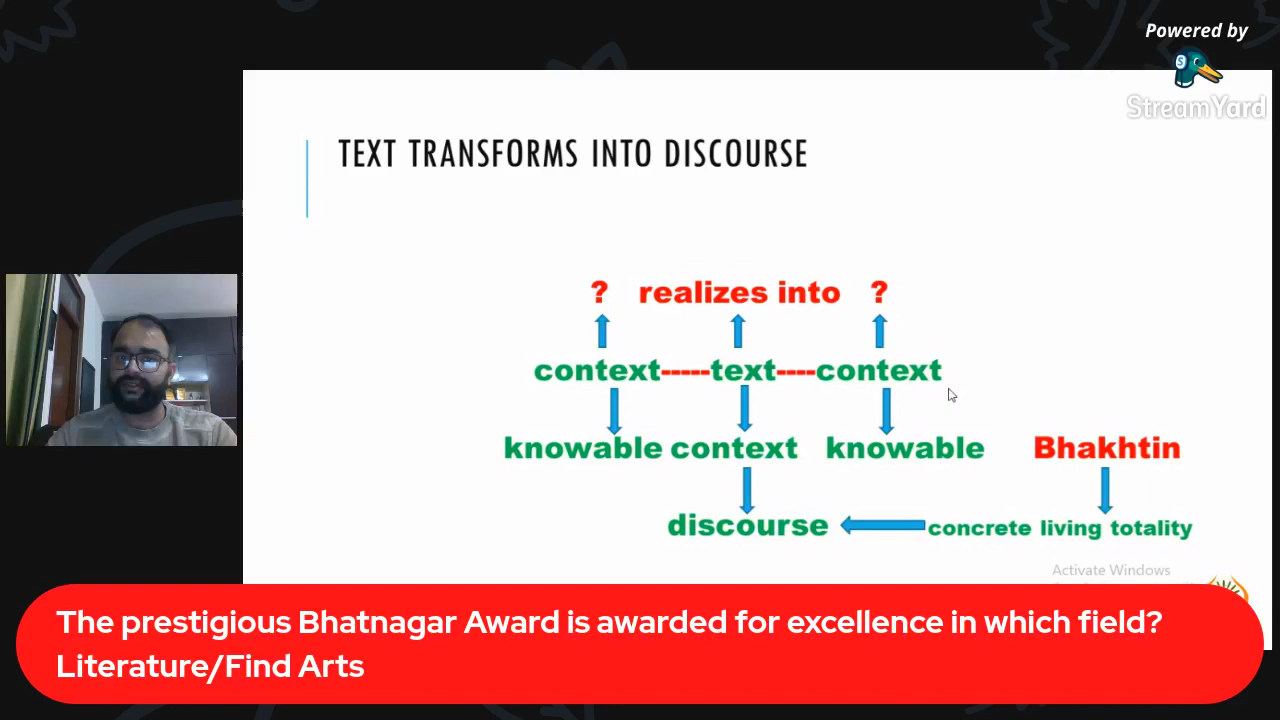 Powered by
StreamYard
TEXT TRANSFORMS INTO DISCOURSE
? realizes into ?
context-----text----context
knowable context knowable Bhakhtin
discourse concrete living totality
Activate Windows
The prestigious Bhatnagar Award is awarded for excellence in which field?
Literature/Find Arts